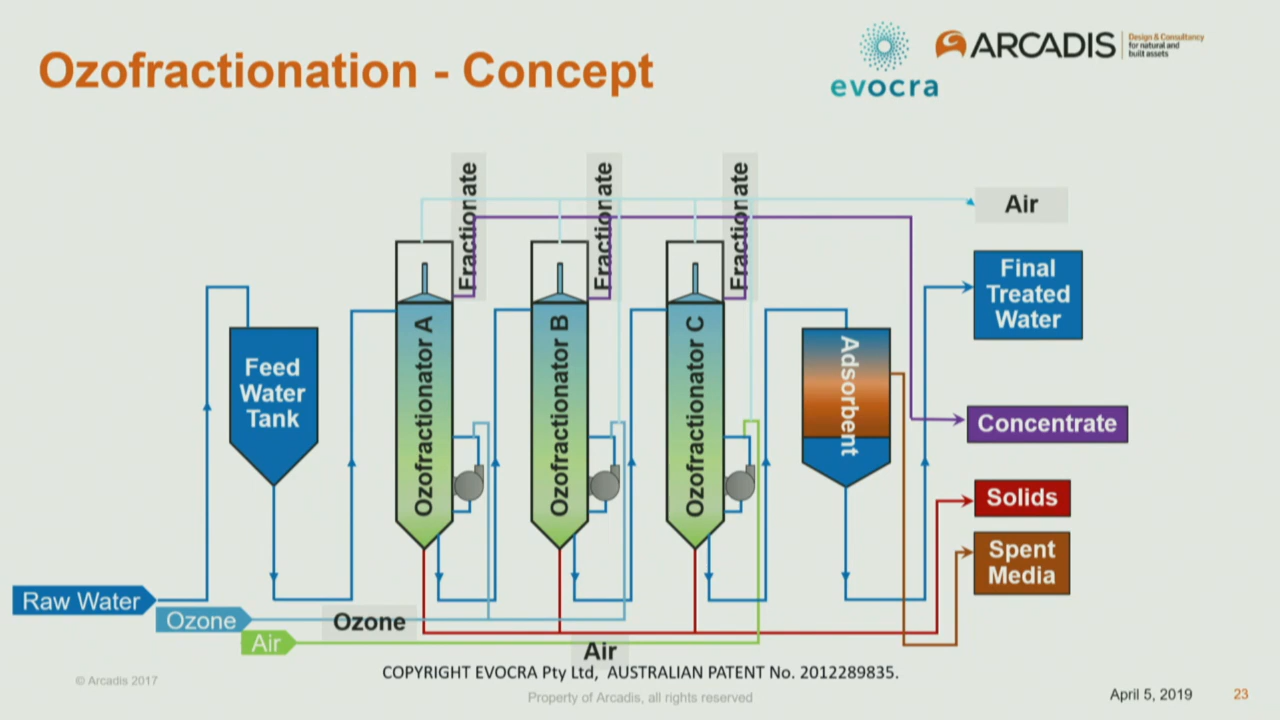 Ozofractionation - Concept
evocra
ARCADIS
Design & Consultancy
for natural and
built assets
Fractionate
Fractionate
Fractionate
Air
Final
Treated
Water
Feed
Water
Tank
Ozofractionator A
Ozofractionator B
Ozofractionator C
Adsorbent
Concentrate
Solids
Spent
Media
Raw Water
Ozone
Ozone
Air
Air
COPYRIGHT EVOCRA Pty Ltd, AUSTRALIAN PATENT No. 2012289835.
© Arcadis 2017
Property of Arcadis, all rights reserved
April 5, 2019
23